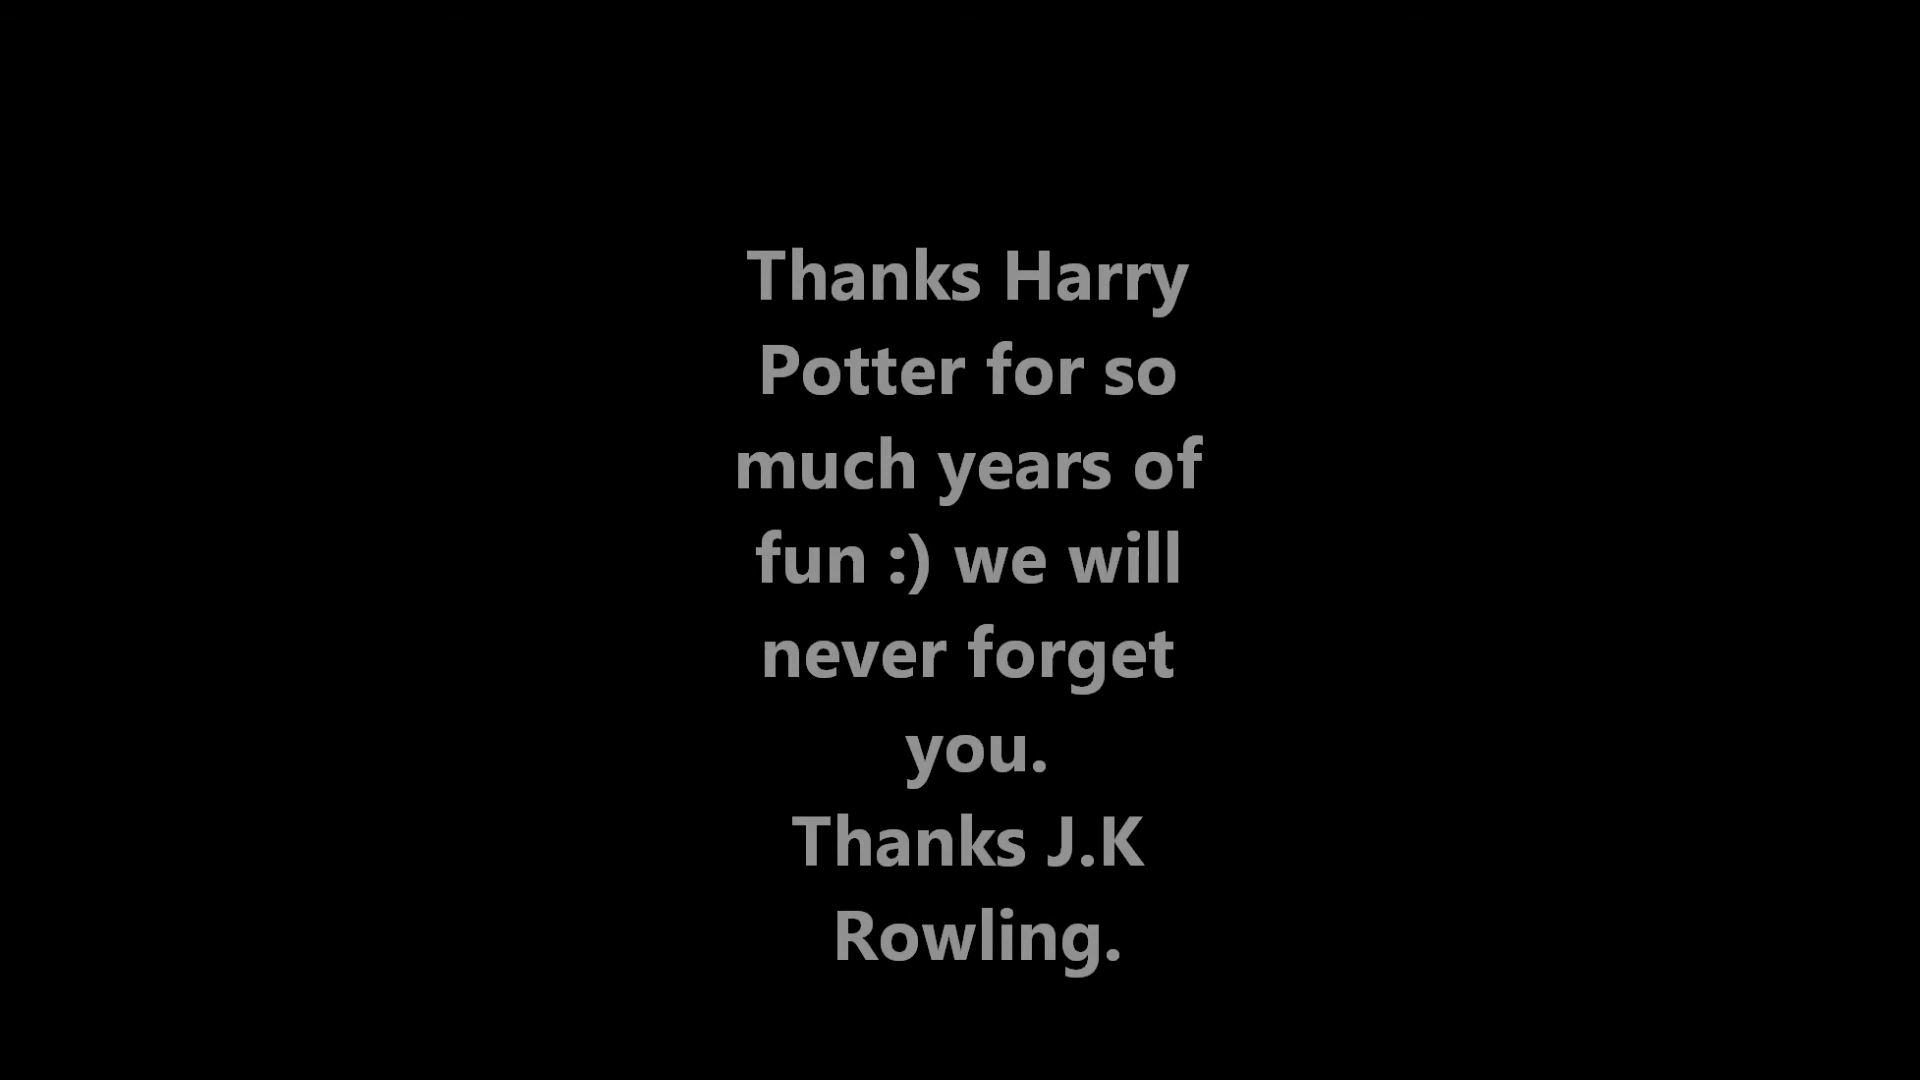 Thanks Harry
Potter for so
much years of
fun :) we will
never forget
you.
Thanks J.K
Rowling.